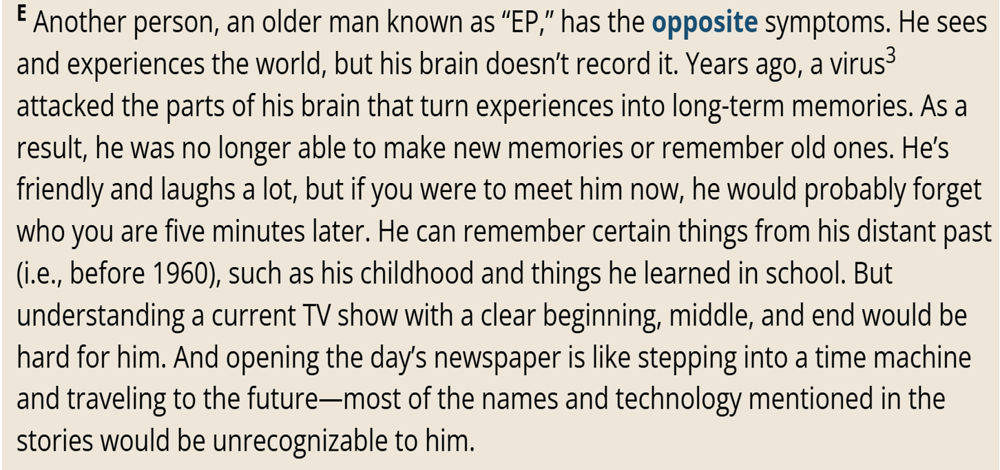 E Another person, an older man known as “EP,” has the opposite symptoms. He sees
and experiences the world, but his brain doesn’t record it. Years ago, a virus3
attacked the parts of his brain that turn experiences into long-term memories. As a
result, he was no longer able to make new memories or remember old ones. He’s
friendly and laughs a lot, but if you were to meet him now, he would probably forget
who you are five minutes later. He can remember certain things from his distant past
(i.e., before 1960), such as his childhood and things he learned in school. But
understanding a current TV show with a clear beginning, middle, and end would be
hard for him. And opening the day’s newspaper is like stepping into a time machine
and traveling to the future—most of the names and technology mentioned in the
stories would be unrecognizable to him.